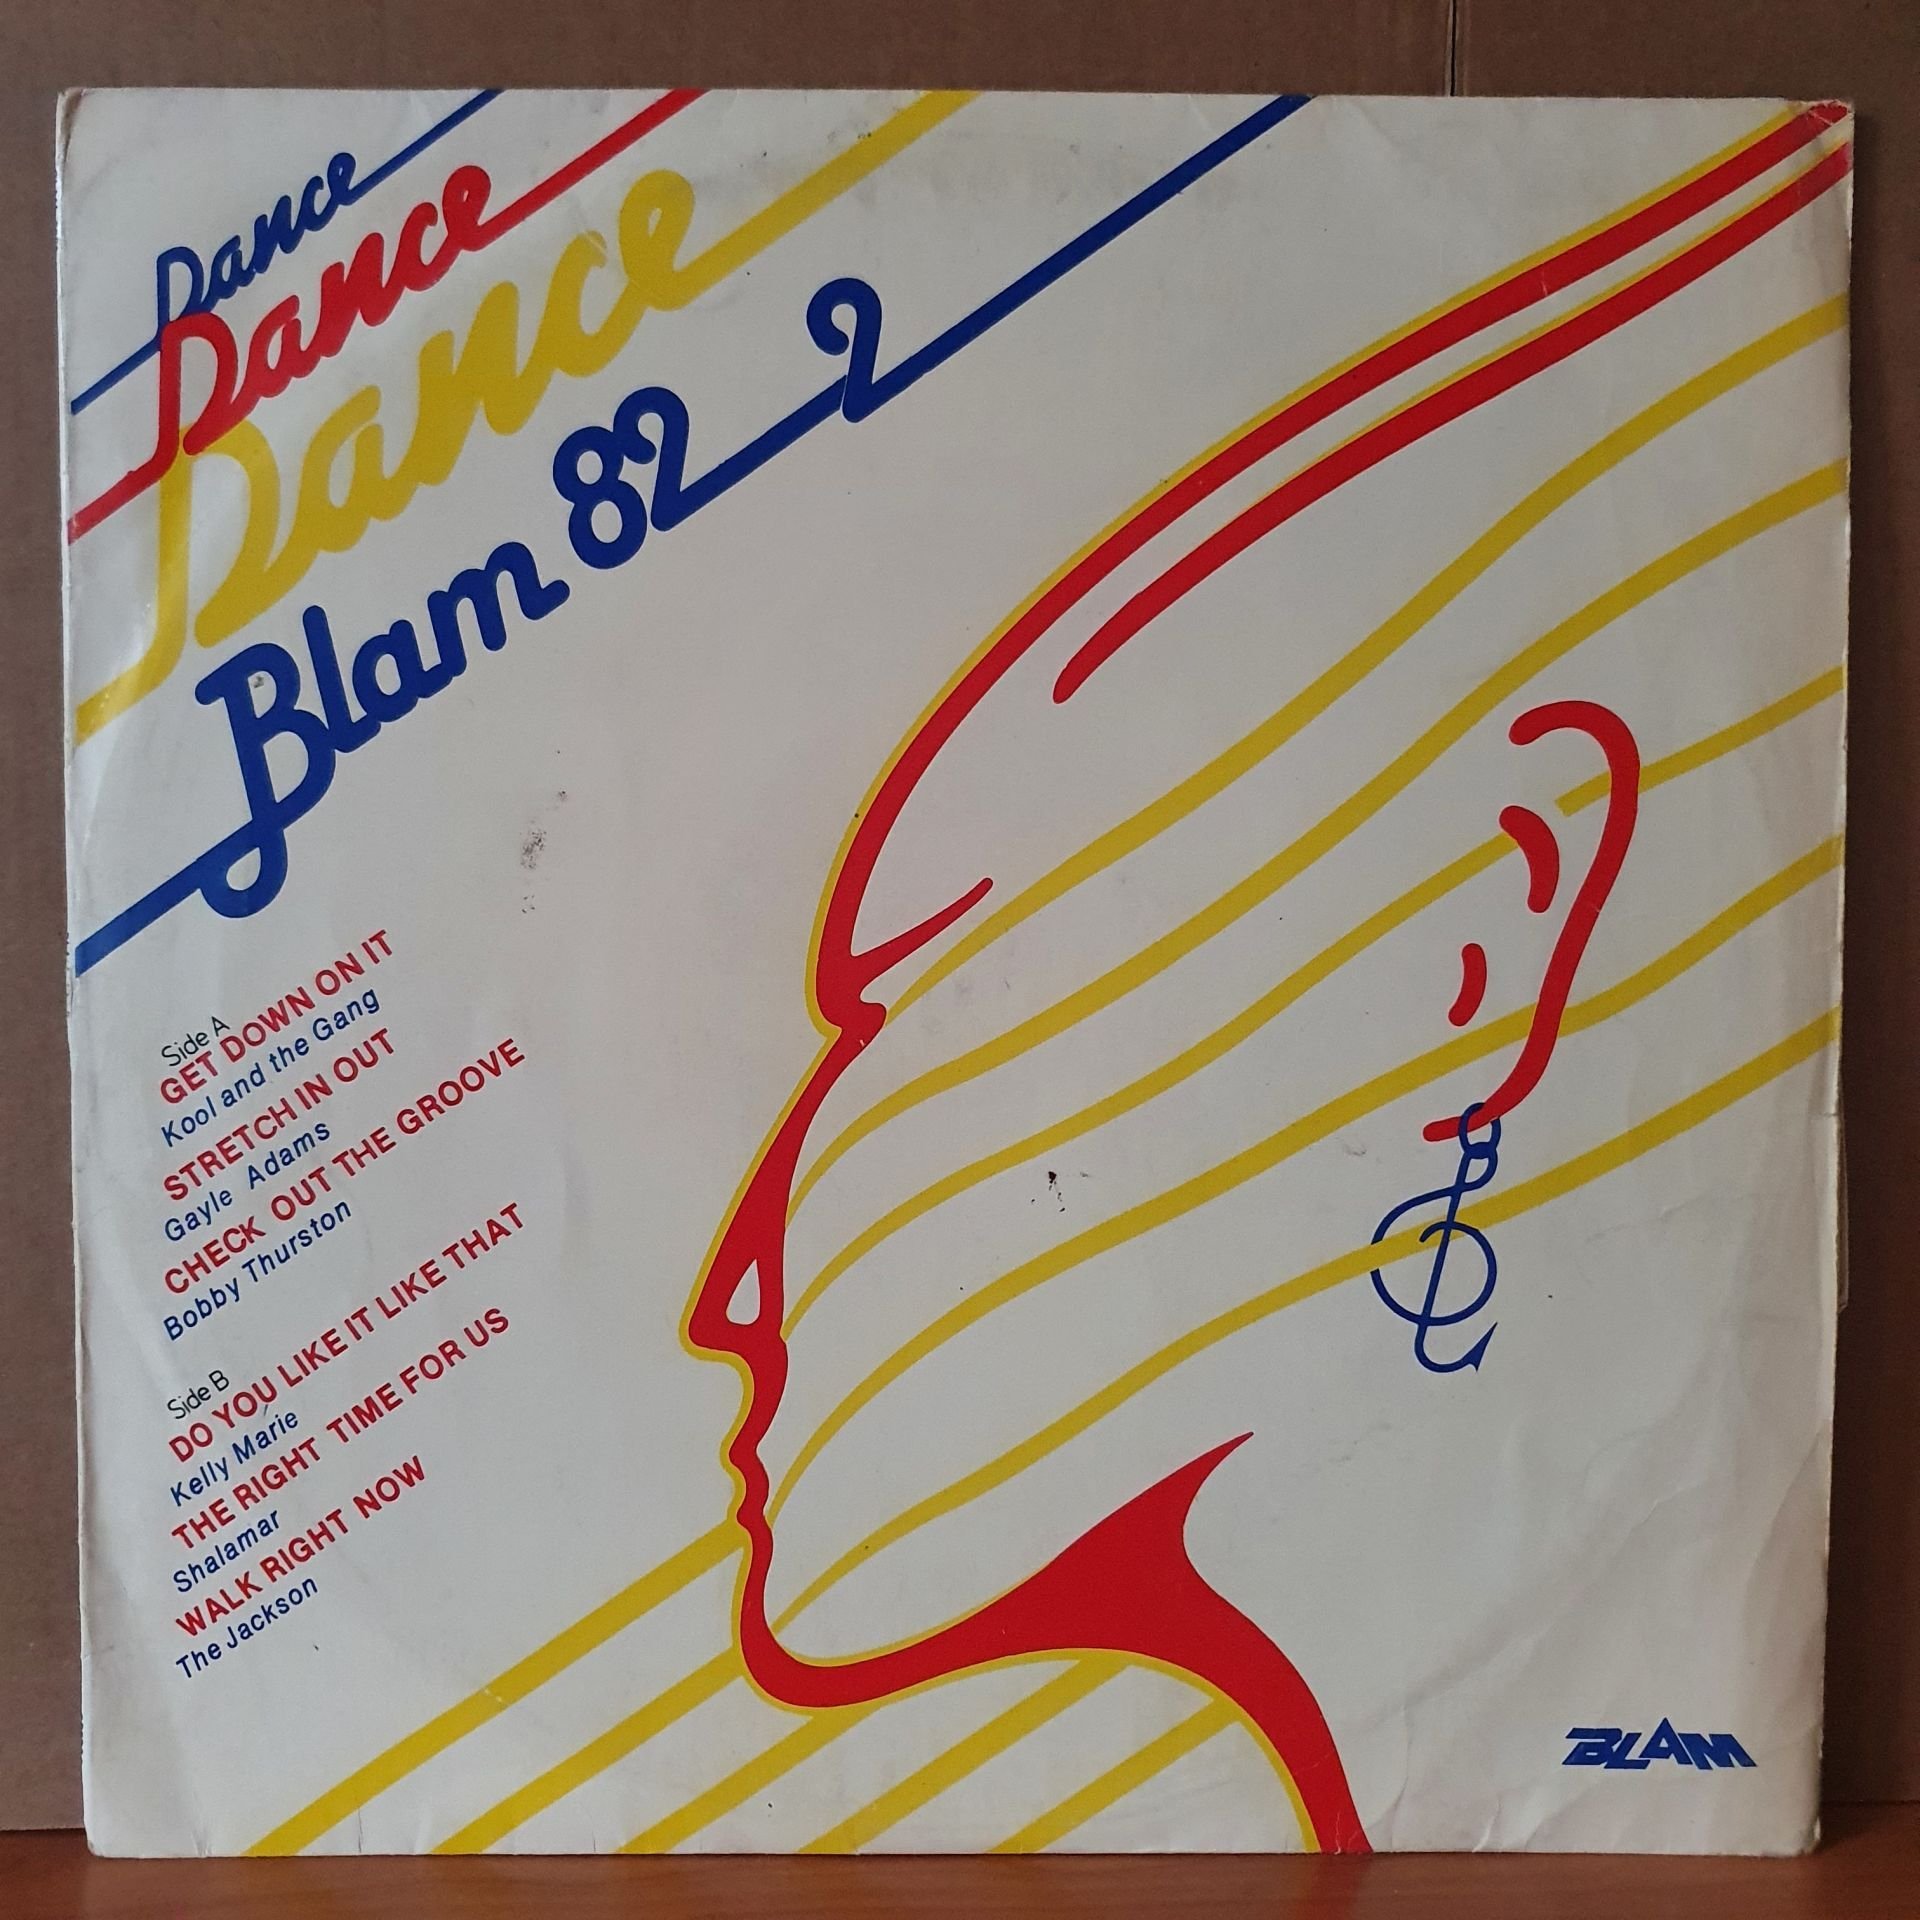 Dance
Dance
Dance
Blam 82 2
Side A
GET DOWN ON IT
Kool and the Gang
STRETCH IN OUT
Gayle Adams
CHECK OUT THE GROOVE
Bobby Thurston
Side B
DO YOU LIKE IT LIKE THAT
Kelly Marie
THE RIGHT TIME FOR US
Shalamar
WALK RIGHT NOW
The Jackson
BLAM